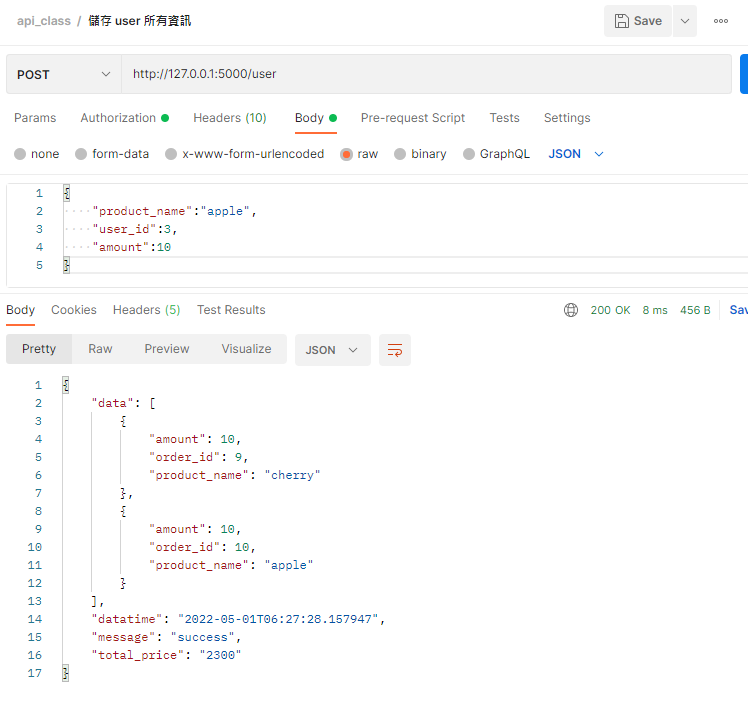 api_class / 儲存 user 所有資訊
Save
POST http://127.0.0.1:5000/user
Params Authorization Headers (10) Body Pre-request Script Tests Settings
none form-data x-www-form-urlencoded raw binary GraphQL JSON
1 {
2 ····"product_name":"apple",
3 ····"user_id":3,
4 ····"amount":10
5 }
Body Cookies Headers (5) Test Results 200 OK 8 ms 456 B Sav
Pretty Raw Preview Visualize JSON
1 {
2 "data": [
3 {
4 "amount": 10,
5 "order_id": 9,
6 "product_name": "cherry"
7 },
8 {
9 "amount": 10,
10 "order_id": 10,
11 "product_name": "apple"
12 }
13 ],
14 "datatime": "2022-05-01T06:27:28.157947",
15 "message": "success",
16 "total_price": "2300"
17 }